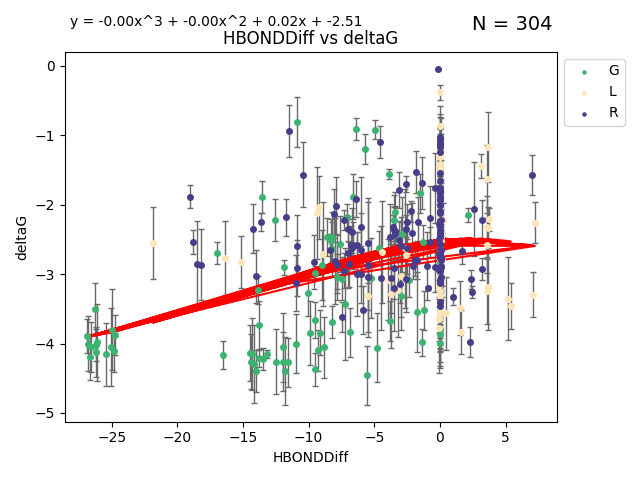 y = -0.00x^3 + -0.00x^2 + 0.02x + -2.51
N = 304
HBONDDiff vs deltaG
G
L
R
deltaG
0
−1
−2
−3
−4
−5
−25 −20 −15 −10 −5 0 5
HBONDDiff